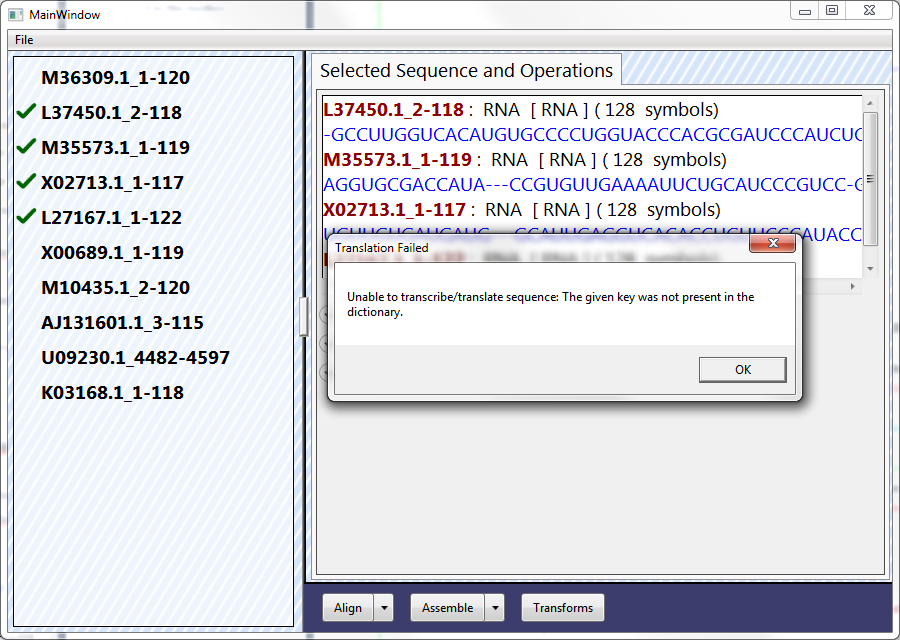 MainWindow
File
M36309.1_1-120
L37450.1_2-118
M35573.1_1-119
X02713.1_1-117
L27167.1_1-122
X00689.1_1-119
M10435.1_2-120
AJ131601.1_3-115
U09230.1_4482-4597
K03168.1_1-118
Selected Sequence and Operations
L37450.1_2-118 : RNA [ RNA ] ( 128 symbols)
-GCCUUGGUCACAUGUGCCCCUGGUACCCACGCGAUCCCAUCUC
M35573.1_1-119 : RNA [ RNA ] ( 128 symbols)
AGGUGCGACCAUA---CCGUGUUGAAAAUUCUGCAUCCCGUCC-G
X02713.1_1-117 : RNA [ RNA ] ( 128 symbols)
Translation Failed
Unable to transcribe/translate sequence: The given key was not present in the
dictionary.
OK
Align
Assemble
Transforms